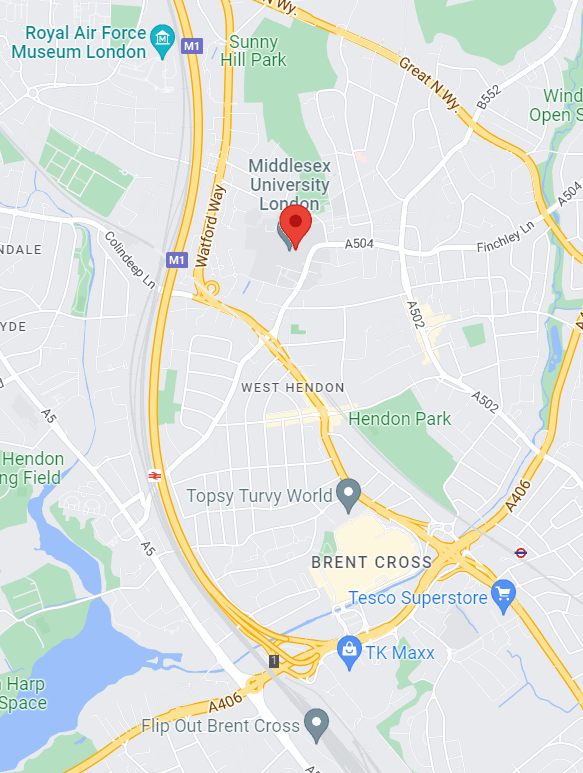 N Wy.
Royal Air Force
Museum London
M1
Sunny
Hill Park
Great N Wy.
B552
Wind
Open S
Middlesex
University
London
Watford Way
A504
A504
Finchley Ln
NDALE
Colindeep Ln
M1
YDE
A502
A4
WEST HENDON
A502
A5
Hendon Park
Hendon
ng Field
Topsy Turvy World
A406
A5
BRENT CROSS
Tesco Superstore
TK Maxx
1
Harp
Space
A406
Flip Out Brent Cross
A5